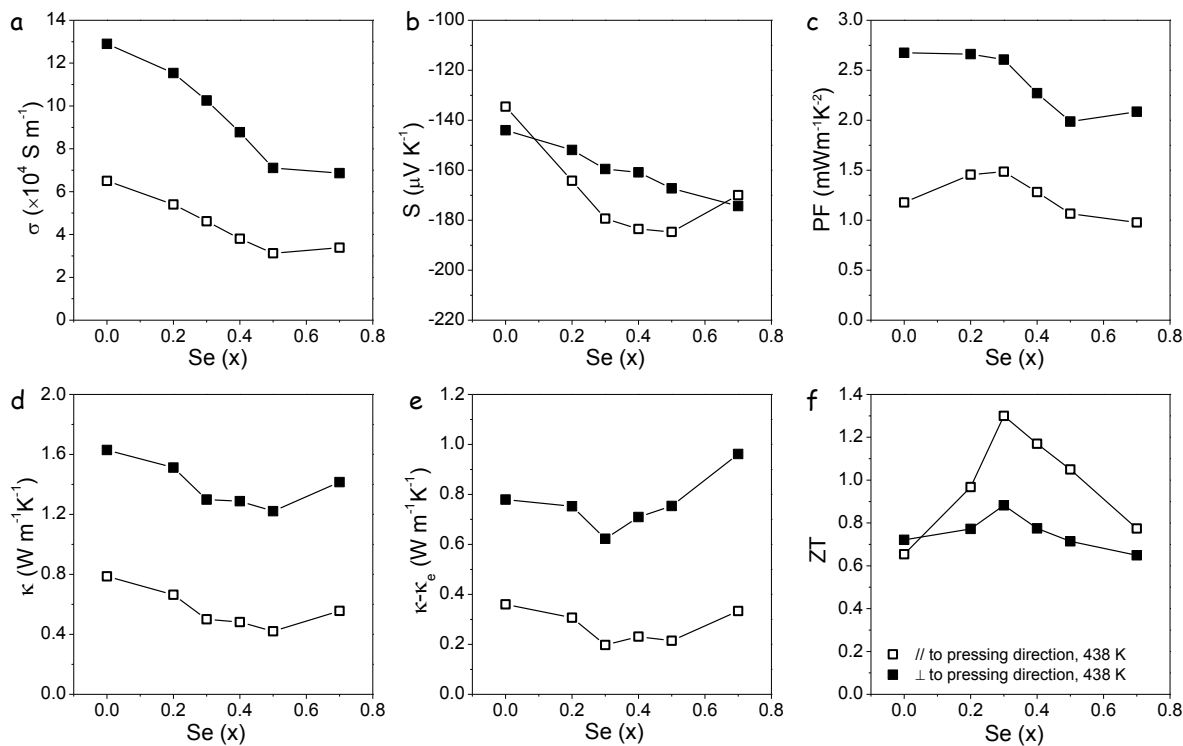 a
σ (×10⁴ S m⁻¹)
14
12
10
8
6
4
2
0
0.0 0.2 0.4 0.6 0.8
Se (x)
b
S (μV K⁻¹)
-100
-120
-140
-160
-180
-200
-220
0.0 0.2 0.4 0.6 0.8
Se (x)
c
PF (mWm⁻¹K⁻²)
3.0
2.5
2.0
1.5
1.0
0.5
0.0
0.0 0.2 0.4 0.6 0.8
Se (x)
d
κ (W m⁻¹K⁻¹)
2.0
1.6
1.2
0.8
0.4
0.0
0.0 0.2 0.4 0.6 0.8
Se (x)
e
κ-κₑ (W m⁻¹K⁻¹)
1.2
1.0
0.8
0.6
0.4
0.2
0.0
0.0 0.2 0.4 0.6 0.8
Se (x)
f
ZT
1.4
1.2
1.0
0.8
0.6
0.4
0.2
0.0
// to pressing direction, 438 K
⊥ to pressing direction, 438 K
0.0 0.2 0.4 0.6 0.8
Se (x)